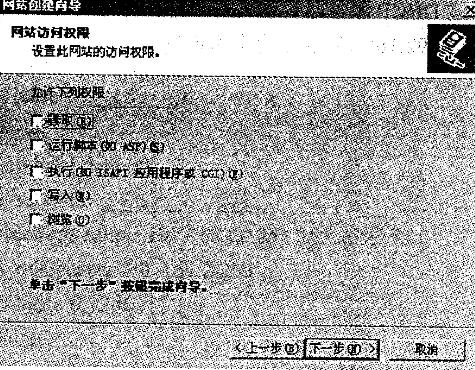 网站创建向导
网站访问权限
设置此网站的访问权限。
允许下列权限:
读取(R)
运行脚本(如 ASP)(S)
执行(如 ISAPI 应用程序或 CGI)(E)
写入(W)
浏览(O)
单击“下一步”按钮完成向导。
< 上一步(B)
下一步(N) >
取消